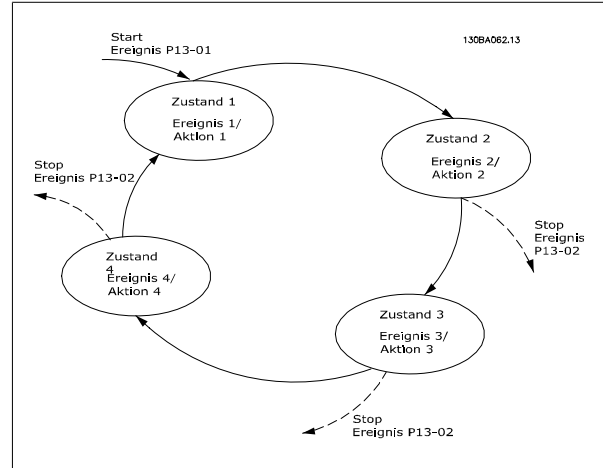 Start
Ereignis P13-01
130BA062.13
Zustand 1
Ereignis 1/
Aktion 1
Zustand 2
Ereignis 2/
Aktion 2
Stop
Ereignis P13-02
Stop
Ereignis
P13-02
Zustand
4
Ereignis 4/
Aktion 4
Zustand 3
Ereignis 3/
Aktion 3
Stop
Ereignis P13-02